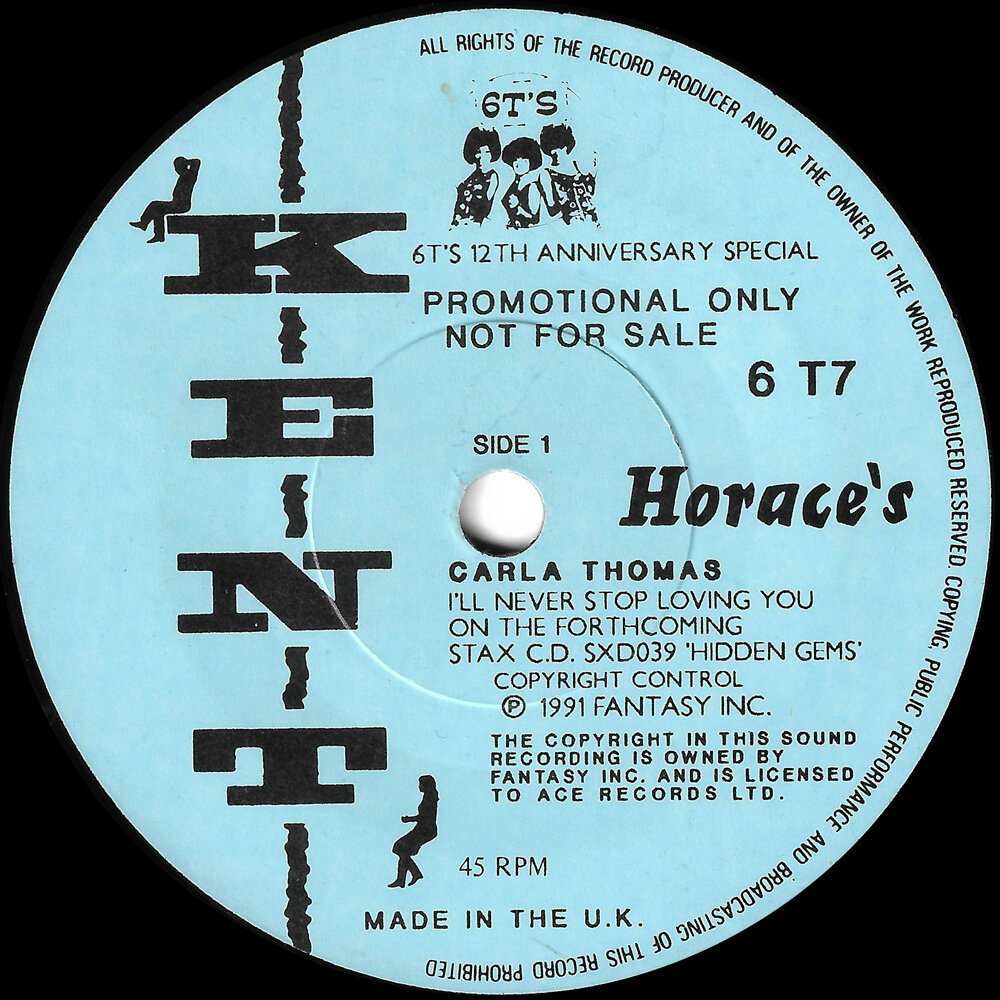 ALL RIGHTS OF THE RECORD PRODUCER AND OF THE OWNER OF THE WORK REPRODUCED RESERVED. COPYING, PUBLIC PERFORMANCE AND BROADCASTING OF THIS RECORD PROHIBITED
6T'S
6T'S 12TH ANNIVERSARY SPECIAL
PROMOTIONAL ONLY
NOT FOR SALE
6 T7
KENT
SIDE 1
Horace's
CARLA THOMAS
I'LL NEVER STOP LOVING YOU
ON THE FORTHCOMING
STAX C.D. SXD039 'HIDDEN GEMS'
COPYRIGHT CONTROL
℗ 1991 FANTASY INC.
THE COPYRIGHT IN THIS SOUND
RECORDING IS OWNED BY
FANTASY INC. AND IS LICENSED
TO ACE RECORDS LTD.
45 RPM
MADE IN THE U.K.